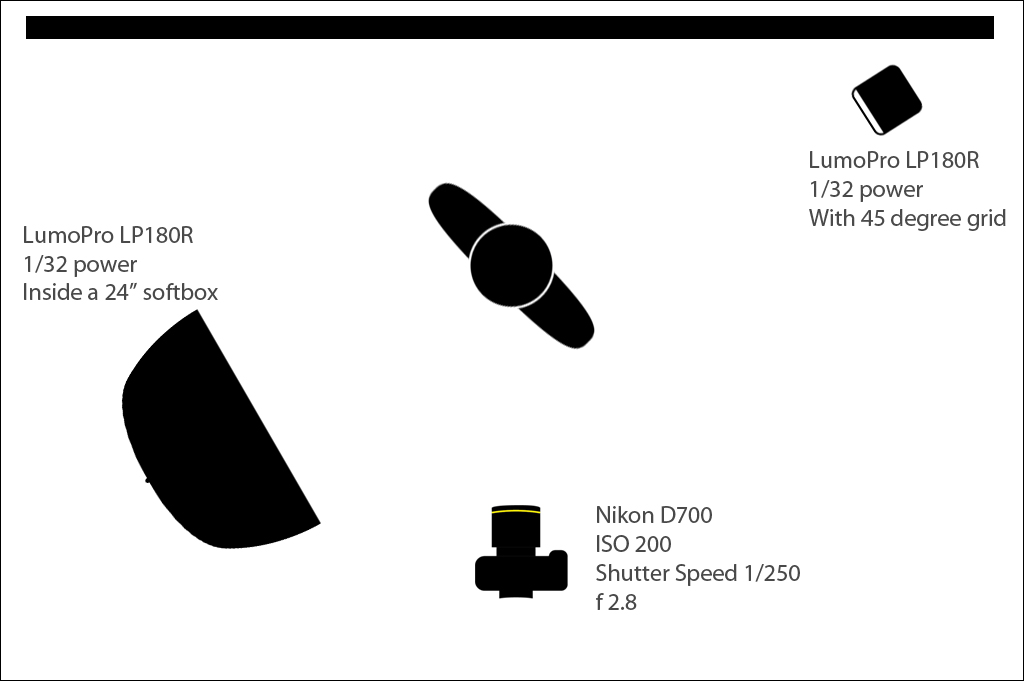 LumoPro LP180R
1/32 power
With 45 degree grid
LumoPro LP180R
1/32 power
Inside a 24” softbox
Nikon D700
ISO 200
Shutter Speed 1/250
f 2.8